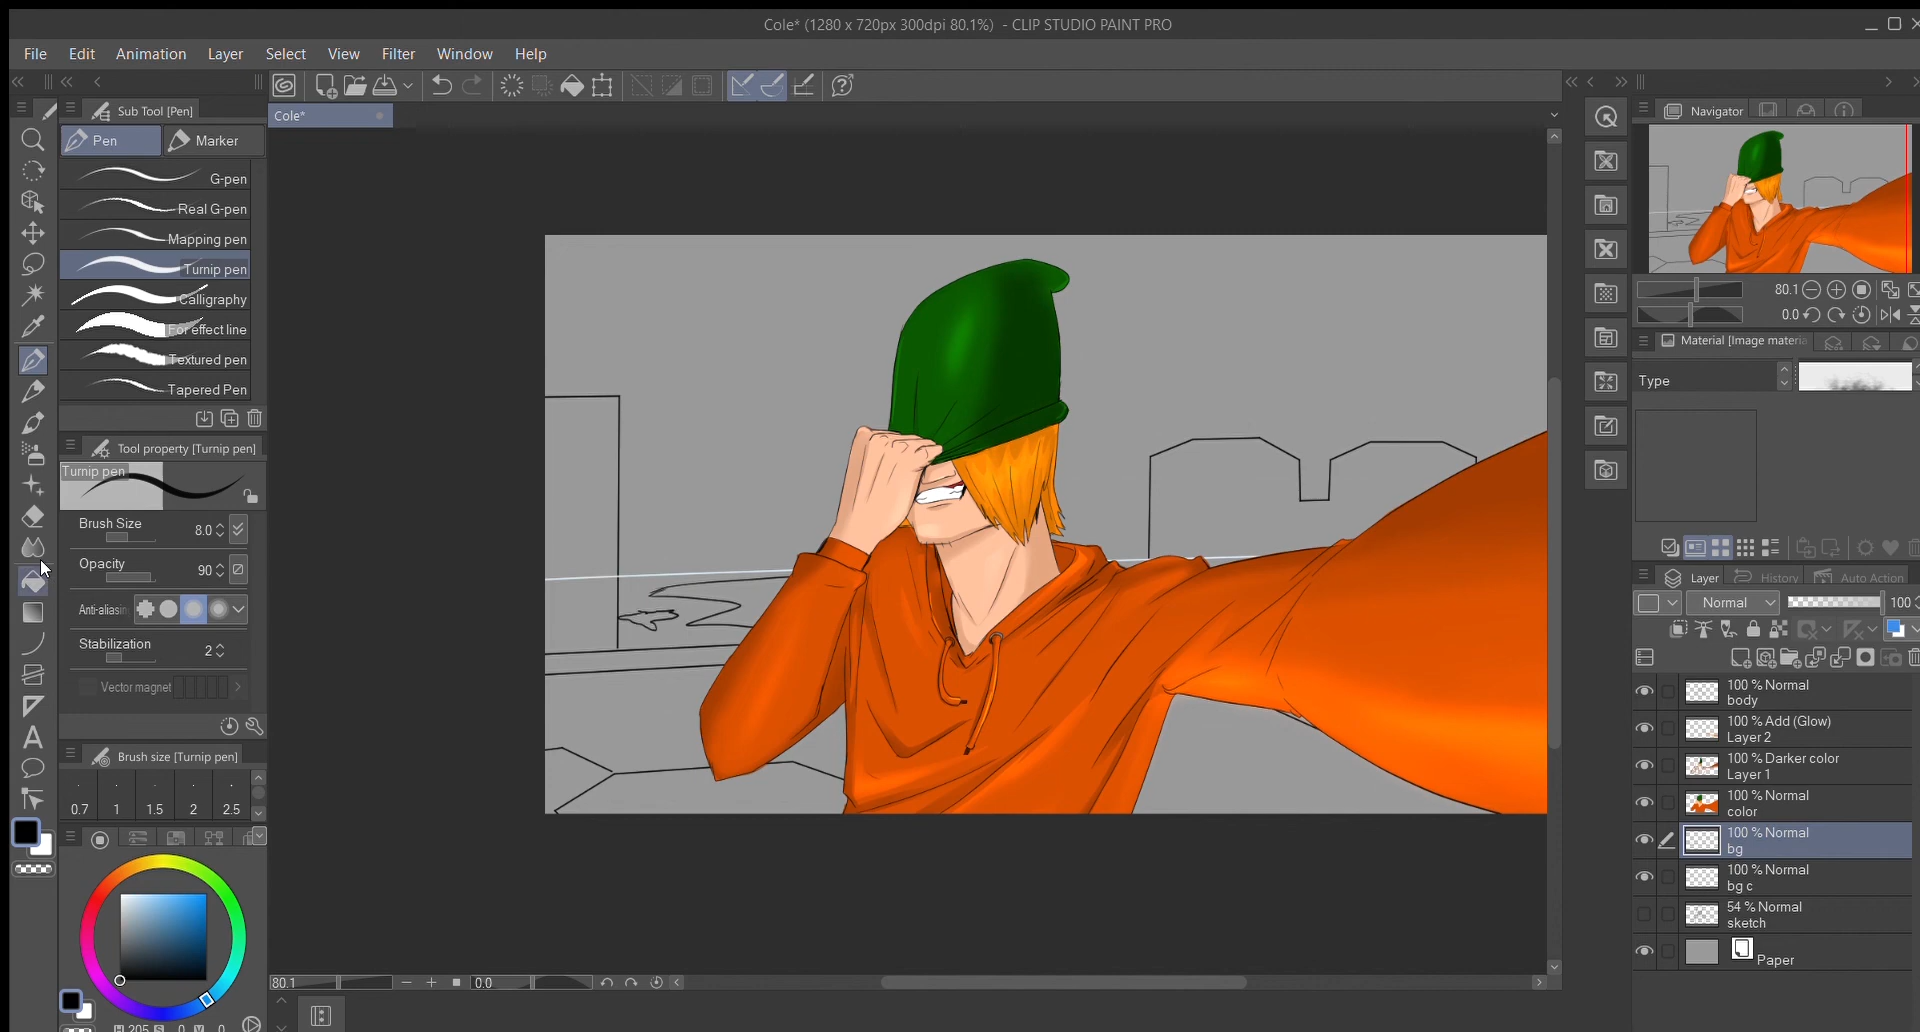 Cole* (1280 x 720px 300dpi 80.1%) - CLIP STUDIO PAINT PRO
File Edit Animation Layer Select View Filter Window Help
Sub Tool [Pen]
Pen Marker
G-pen
Real G-pen
Mapping pen
Turnip pen
Calligraphy
For effect line
Textured pen
Tapered Pen
Tool property [Turnip pen]
Turnip pen
Brush Size 8.0
Opacity 90
Anti-aliasin
Stabilization 2
Vector magnet
Brush size [Turnip pen]
0.7 1 1.5 2 2.5
H 205 S 0 V 0
Cole*
80.1 0.0
Navigator
80.1
0.0
Material [Image materia
Type
Layer History Auto Action
Normal 100
100 % Normal
body
100 % Add (Glow)
Layer 2
100 % Darker color
Layer 1
100 % Normal
color
100 % Normal
bg
100 % Normal
bg c
54 % Normal
sketch
Paper